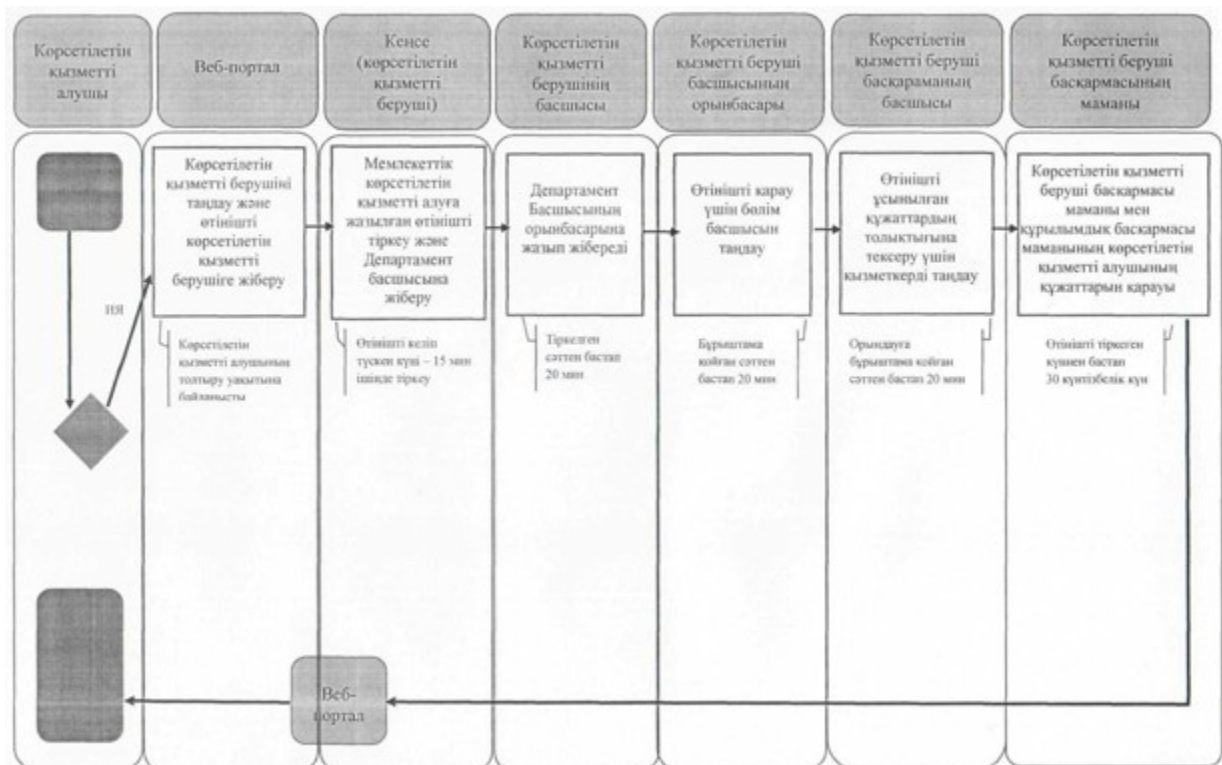 Көрсетілетін
қызметті
алушы
Веб-портал
Кеңсе
(көрсетілетін
қызметті
беруші)
Көрсетілетін
қызметті
берушінің
басшысы
Көрсетілетін
қызметті беруші
басшысының
орынбасары
Көрсетілетін
қызметті беруші
басқараманың
басшысы
Көрсетілетін
қызметті беруші
басқармасының
маманы
Көрсетілетін
қызметті берушіні
таңдау және
өтінішті
көрсетілетін
қызметті
берушіге жіберу
Мемлекеттік
көрсетілетін
қызметті алуға
жазылған өтінішті
тіркеу және
Департамент
басшысына
жіберу
Департамент
Басшысының
орынбасарына
жазып жібереді
Өтінішті қарау
үшін бөлім
басшысын
таңдау
Өтінішті
ұсынылған
құжаттардың
толықтығына
тексеру үшін
қызметкерді таңдау
Көрсетілетін қызметті
беруші басқармасы
маманы мен
құрылымдық басқармасы
маманының көрсетілетін
қызметті алушының
құжаттарын қарауы
ИЯ
Көрсетілетін
қызметті алушының
толтыру уақытына
байланысты
Өтінішті келіп
түскен күні – 15 мин
ішінде тіркеу
Тіркелген
сәттен бастап
20 мин
Бұрыштама
қойған сәттен
бастап 20 мин
Орындауға
бұрыштама қойған
сәттен бастап 20 мин
Өтінішті тіркеген
күннен бастап
30 күнтізбелік күн
Веб-
портал